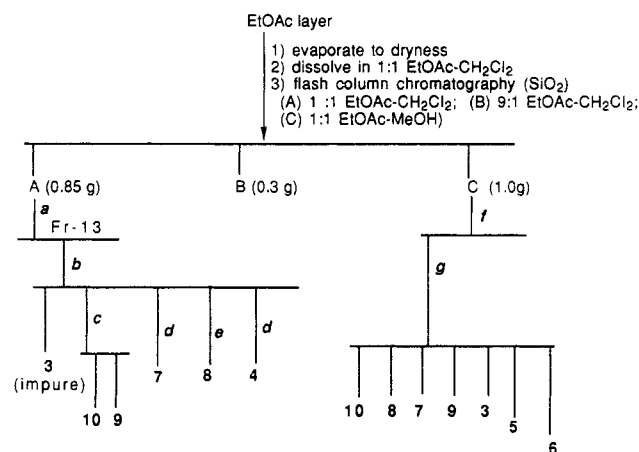 EtOAc layer
1) evaporate to dryness
2) dissolve in 1:1 EtOAc-CH2Cl2
3) flash column chromatography (SiO2)
(A) 1 :1 EtOAc-CH2Cl2; (B) 9:1 EtOAc-CH2Cl2;
(C) 1:1 EtOAc-MeOH)
A (0.85 g) B (0.3 g) C (1.0g)
a f
Fr-13
b g
c d e d
3 7 8 4
(impure)
10 9
10 8 7 9 3
5
6